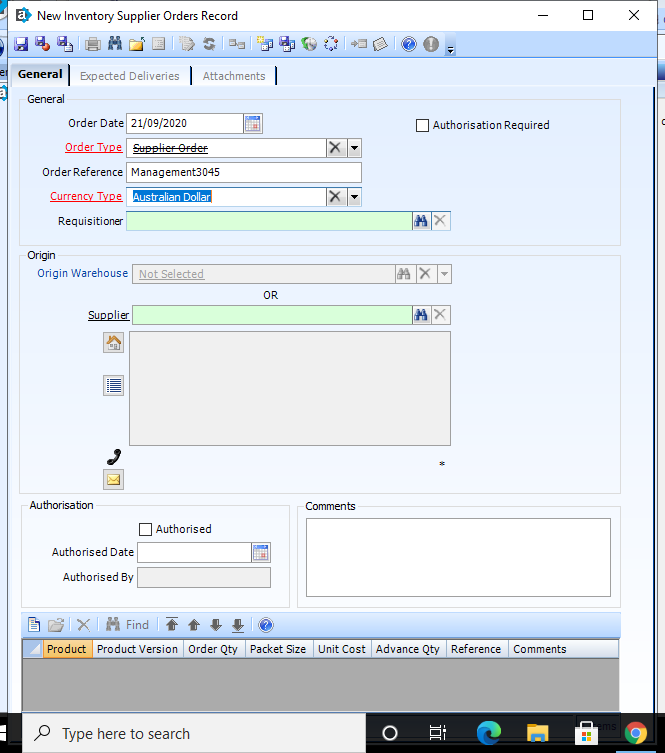 New Inventory Supplier Orders Record
General Expected Deliveries Attachments
General
Order Date 21/09/2020 Authorisation Required
Order Type Supplier Order
Order Reference Management3045
Currency Type Australian Dollar
Requisitioner
Origin
Origin Warehouse Not Selected
OR
Supplier
*
Authorisation Comments
Authorised
Authorised Date
Authorised By
Find
Product Product Version Order Qty Packet Size Unit Cost Advance Qty Reference Comments
Type here to search